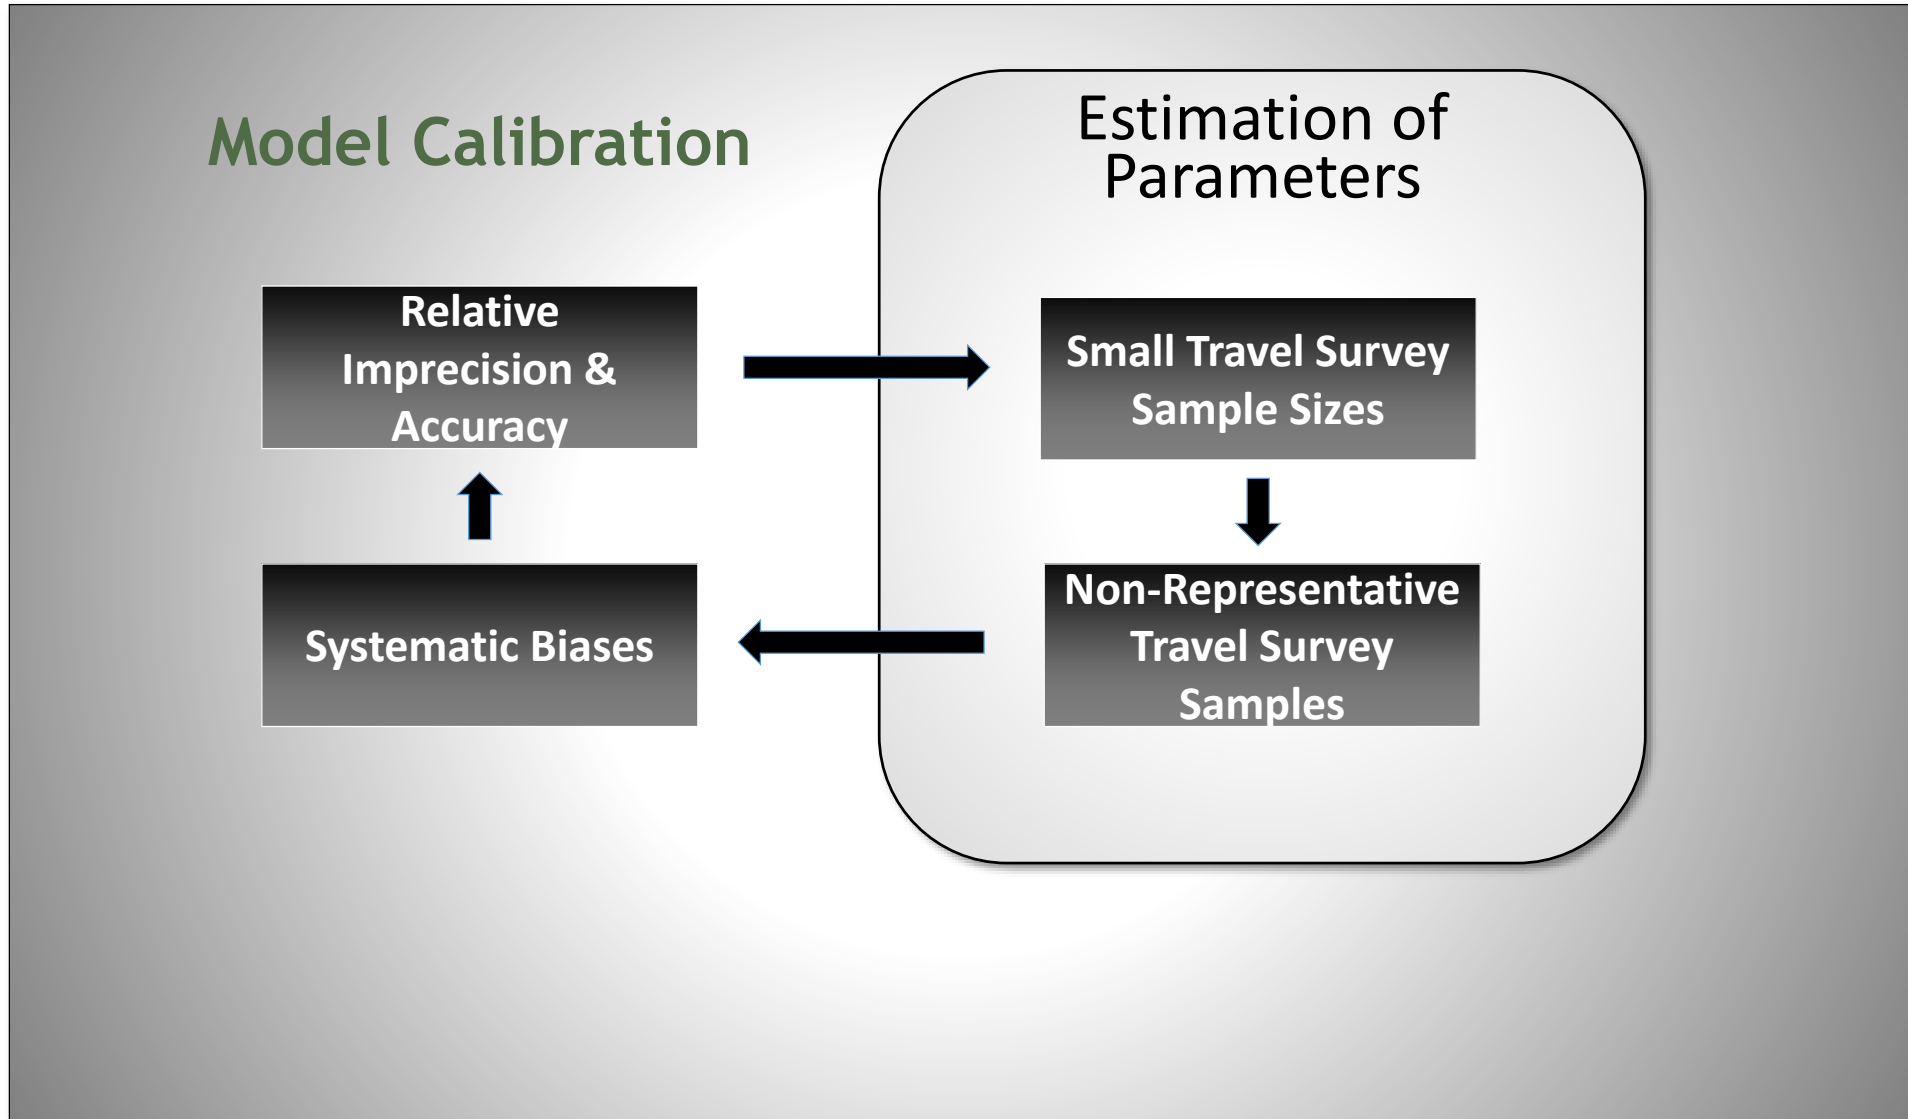 Model Calibration
Estimation of
Parameters
Relative
Imprecision &
Accuracy
Small Travel Survey
Sample Sizes
Systematic Biases
Non-Representative
Travel Survey
Samples